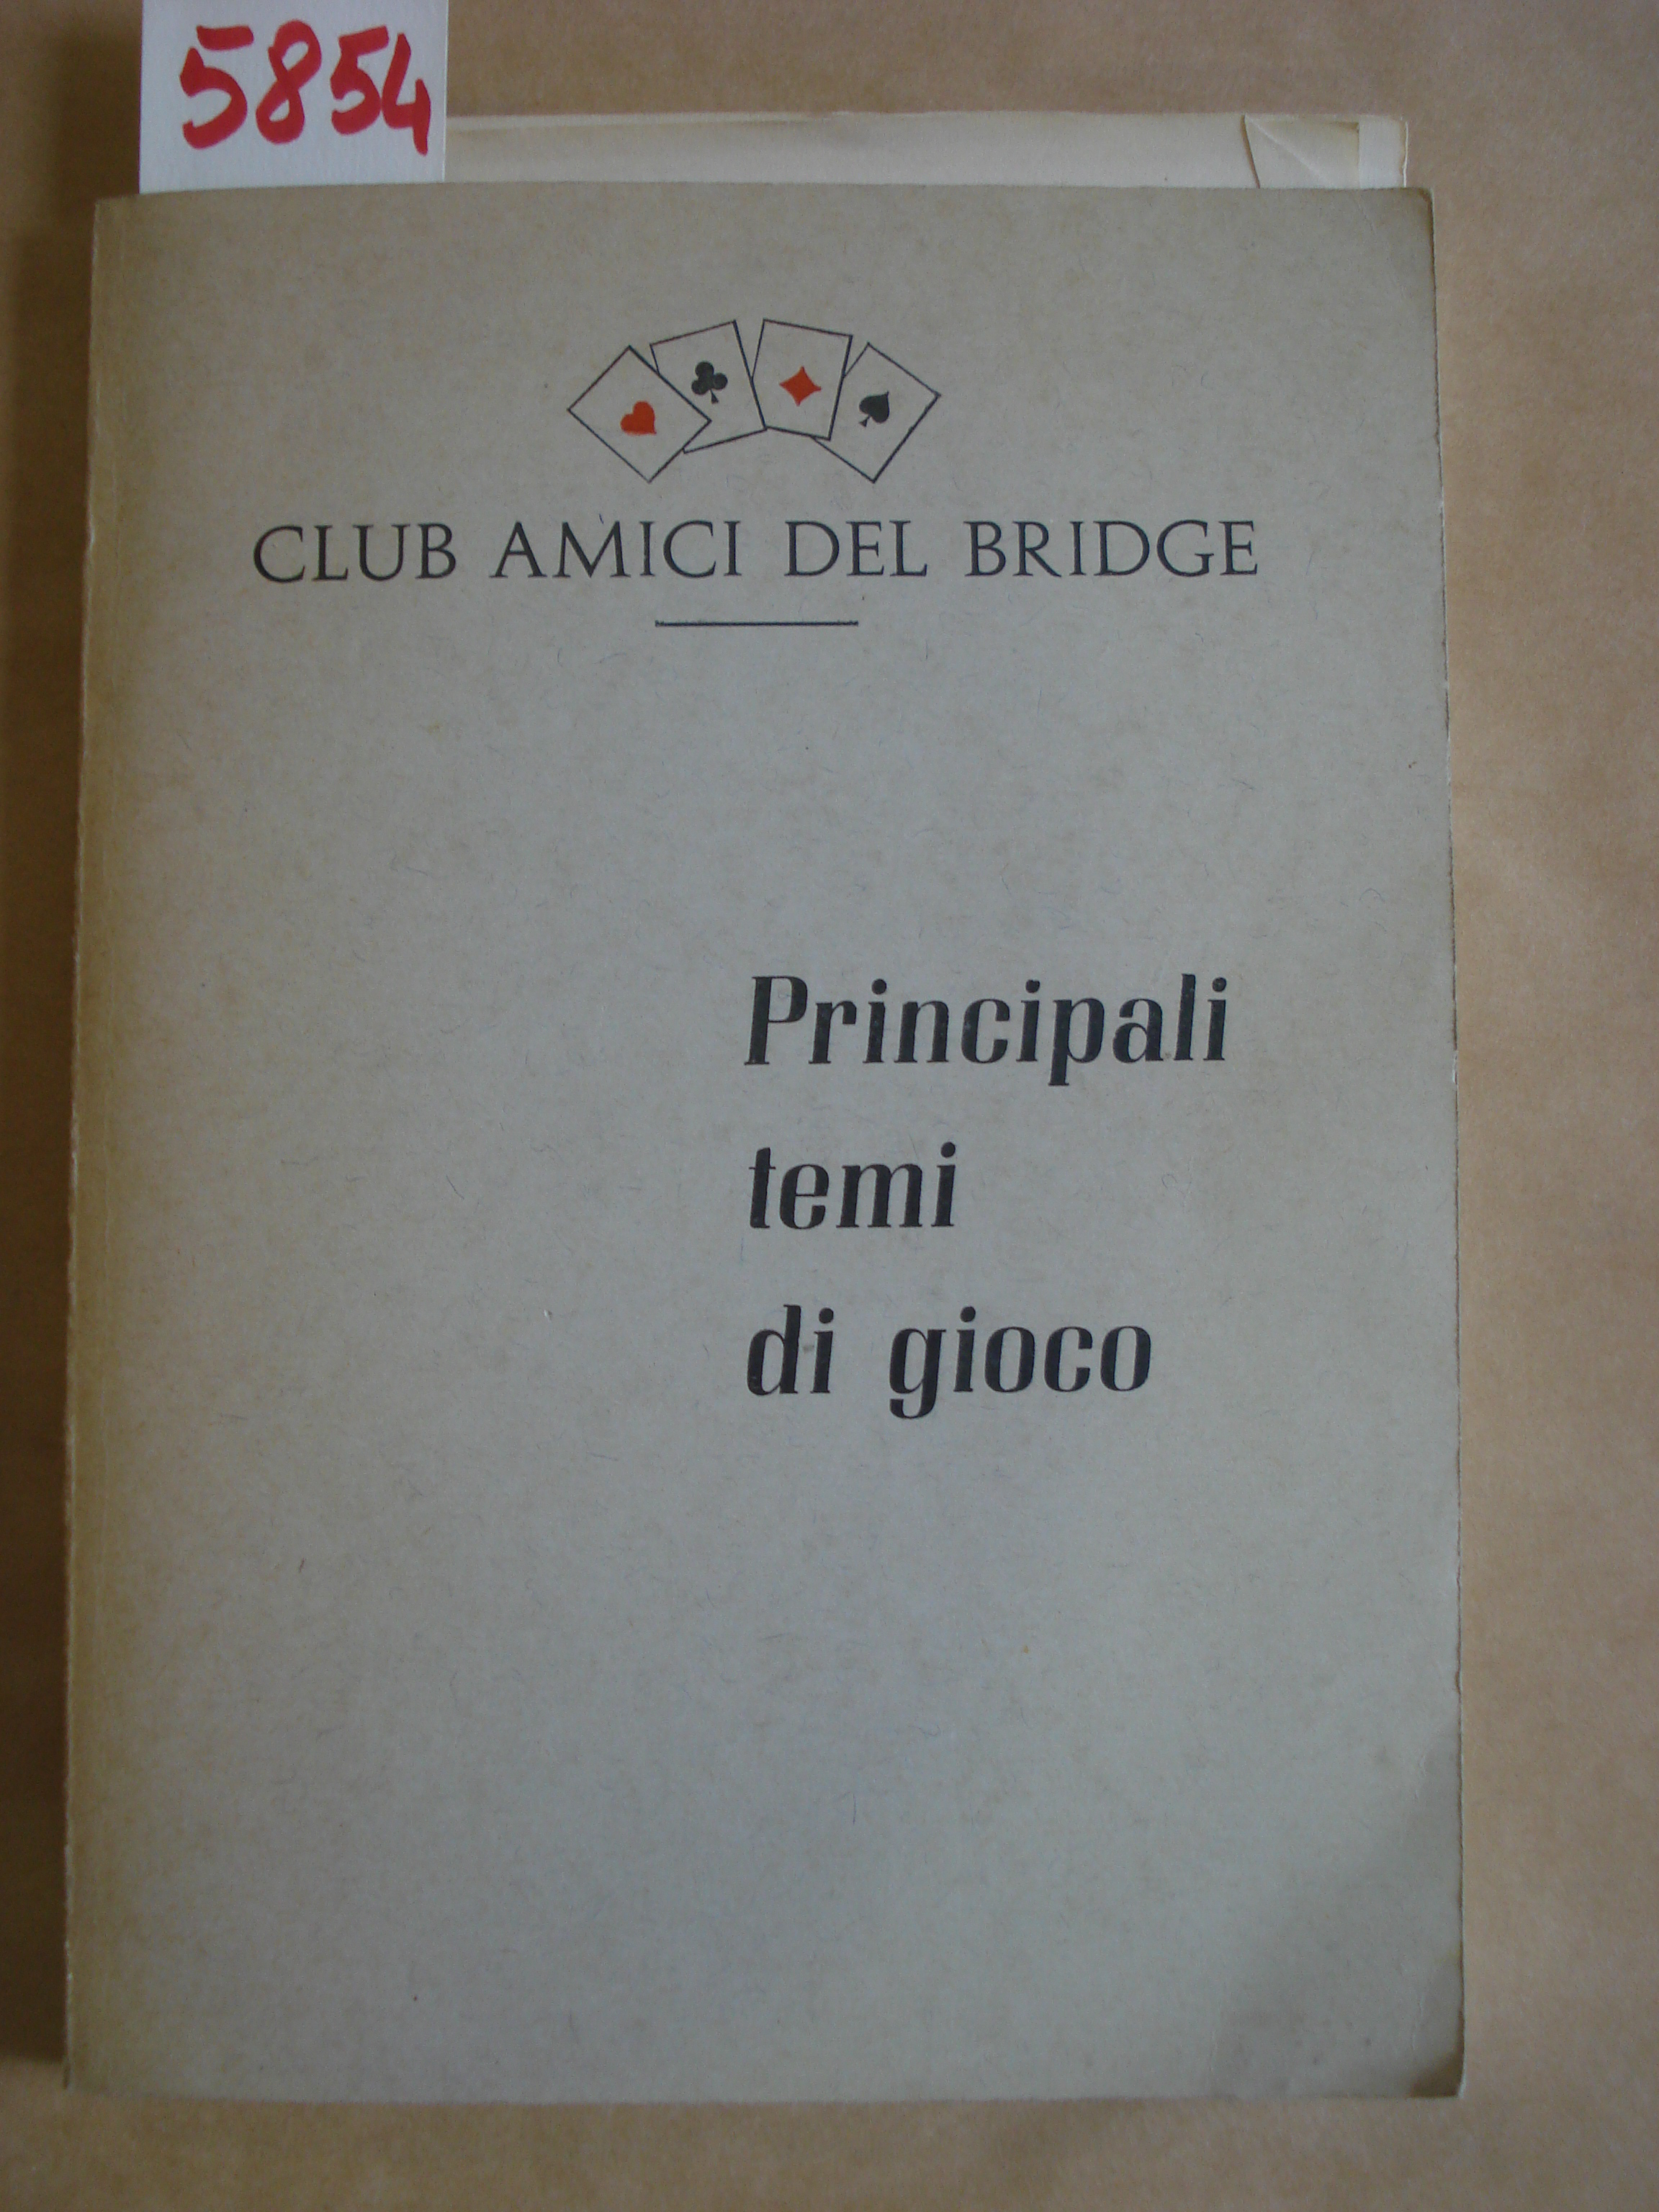 5854
CLUB AMICI DEL BRIDGE
Principali
temi
di gioco